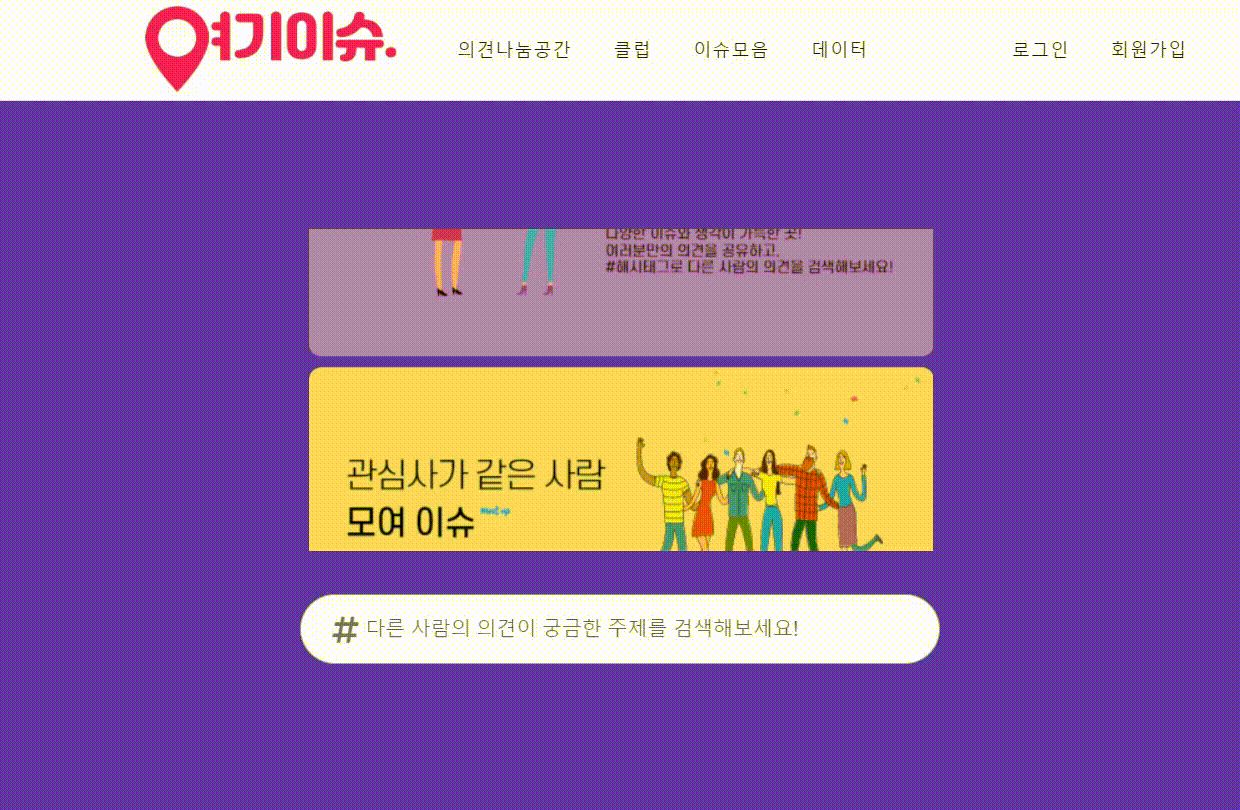 여기이슈.
의견나눔공간 클럽 이슈모음 데이터 로그인 회원가입
다양한 이슈와 생각이 가득한 곳!
여러분만의 의견을 공유하고,
#해시태그로 다른 사람의 의견을 검색해보세요!
관심사가 같은 사람
모여 이슈 meet up
# 다른 사람의 의견이 궁금한 주제를 검색해보세요!